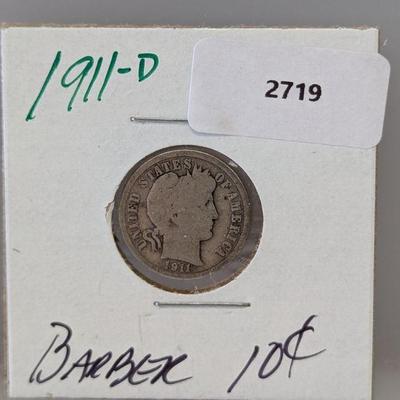 1911-D
2719
UNITED STATES OF AMERICA
1911
BARBER 10¢